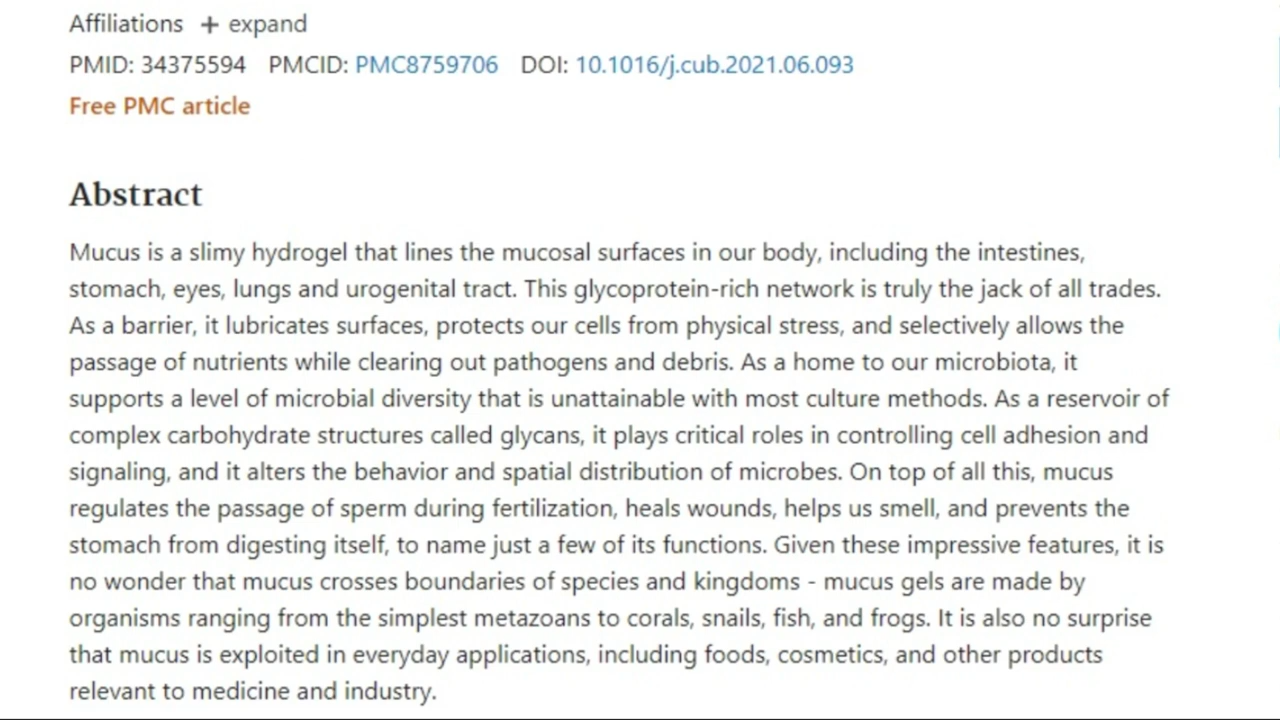 Affiliations + expand
PMID: 34375594 PMCID: PMC8759706 DOI: 10.1016/j.cub.2021.06.093
Free PMC article
Abstract
Mucus is a slimy hydrogel that lines the mucosal surfaces in our body, including the intestines,
stomach, eyes, lungs and urogenital tract. This glycoprotein-rich network is truly the jack of all trades.
As a barrier, it lubricates surfaces, protects our cells from physical stress, and selectively allows the
passage of nutrients while clearing out pathogens and debris. As a home to our microbiota, it
supports a level of microbial diversity that is unattainable with most culture methods. As a reservoir of
complex carbohydrate structures called glycans, it plays critical roles in controlling cell adhesion and
signaling, and it alters the behavior and spatial distribution of microbes. On top of all this, mucus
regulates the passage of sperm during fertilization, heals wounds, helps us smell, and prevents the
stomach from digesting itself, to name just a few of its functions. Given these impressive features, it is
no wonder that mucus crosses boundaries of species and kingdoms - mucus gels are made by
organisms ranging from the simplest metazoans to corals, snails, fish, and frogs. It is also no surprise
that mucus is exploited in everyday applications, including foods, cosmetics, and other products
relevant to medicine and industry.